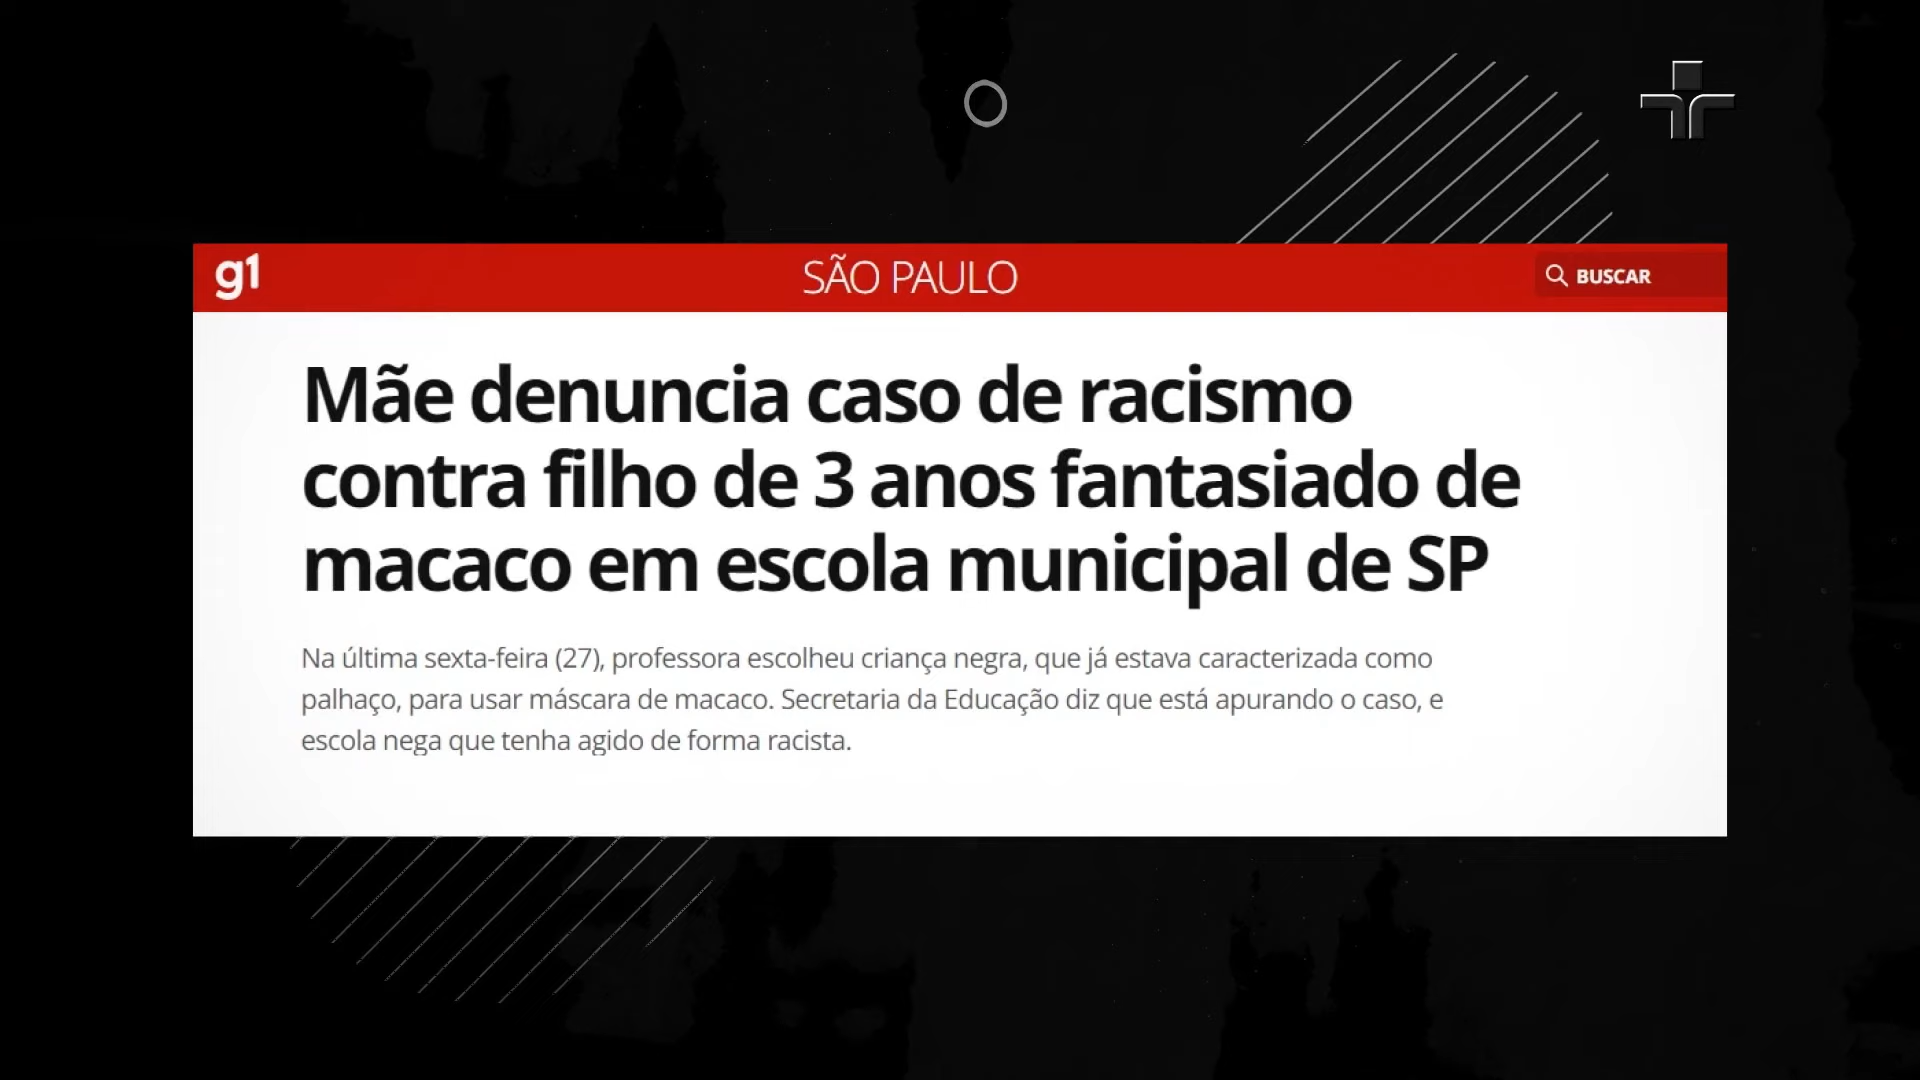 g1
SÃO PAULO
BUSCAR
Mãe denuncia caso de racismo
contra filho de 3 anos fantasiado de
macaco em escola municipal de SP
Na última sexta-feira (27), professora escolheu criança negra, que já estava caracterizada como
palhaço, para usar máscara de macaco. Secretaria da Educação diz que está apurando o caso, e
escola nega que tenha agido de forma racista.